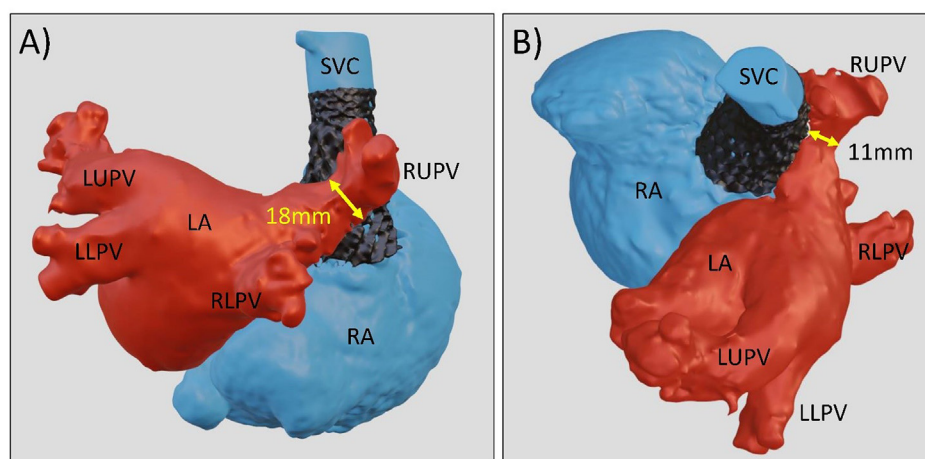 A)
SVC
RUPV
LUPV
LA
18mm
LLPV
RLPV
RA
B)
SVC
RUPV
11mm
RA
LA
RLPV
LUPV
LLPV